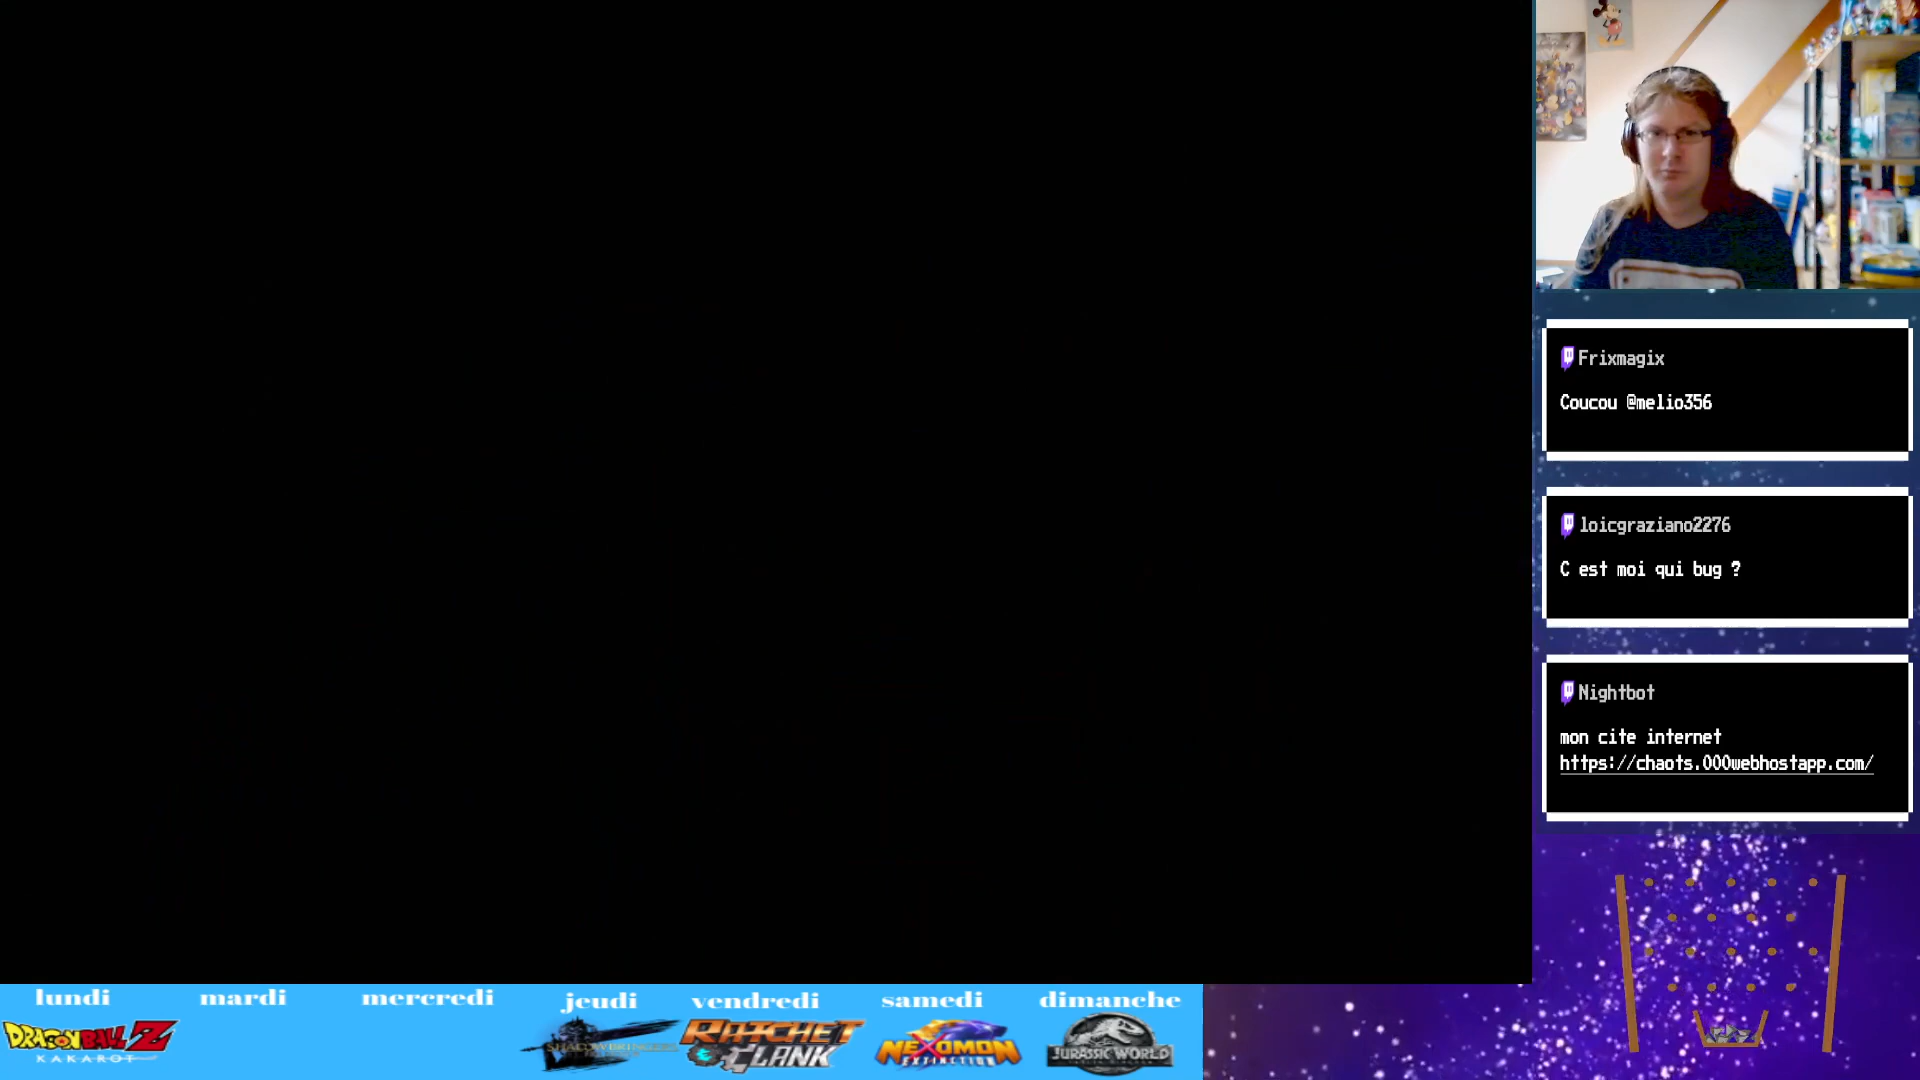 Frixmagix
Coucou @melio356
loicgraziano2276
C est moi qui bug ?
Nightbot
mon cite internet
https://chaots.000webhostapp.com/
lundi mardi mercredi jeudi vendredi samedi dimanche
DRAGON BALL Z
KAKAROT
SHADOWBRINGERS
RATCHET
CLANK
NEXOMON
EXTINCTION
JURASSIC WORLD